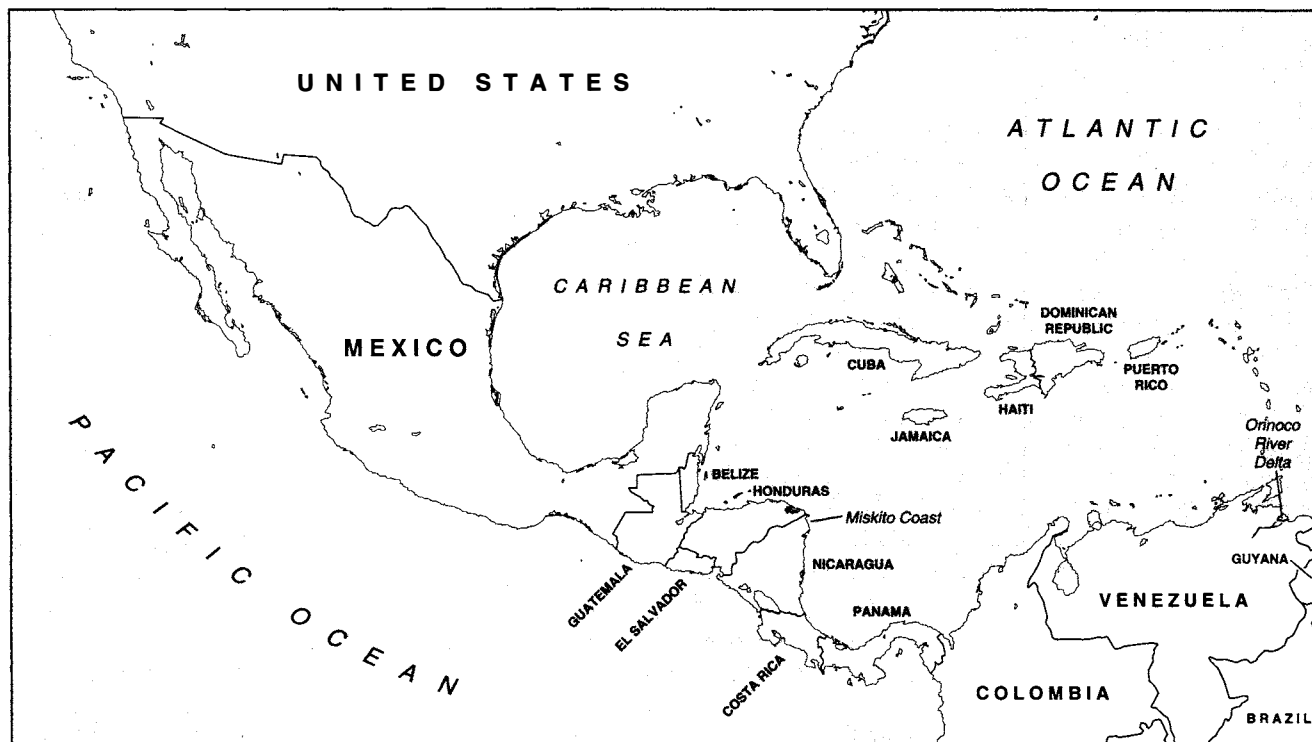 UNITED STATES
ATLANTIC
OCEAN
CARIBBEAN
SEA
MEXICO
DOMINICAN
REPUBLIC
CUBA
PUERTO
RICO
HAITI
JAMAICA
Orinoco
River
Delta
BELIZE
HONDURAS
Miskito Coast
NICARAGUA
GUATEMALA
EL SALVADOR
PANAMA
COSTA RICA
GUYANA
VENEZUELA
COLOMBIA
BRAZIL
PACIFIC OCEAN